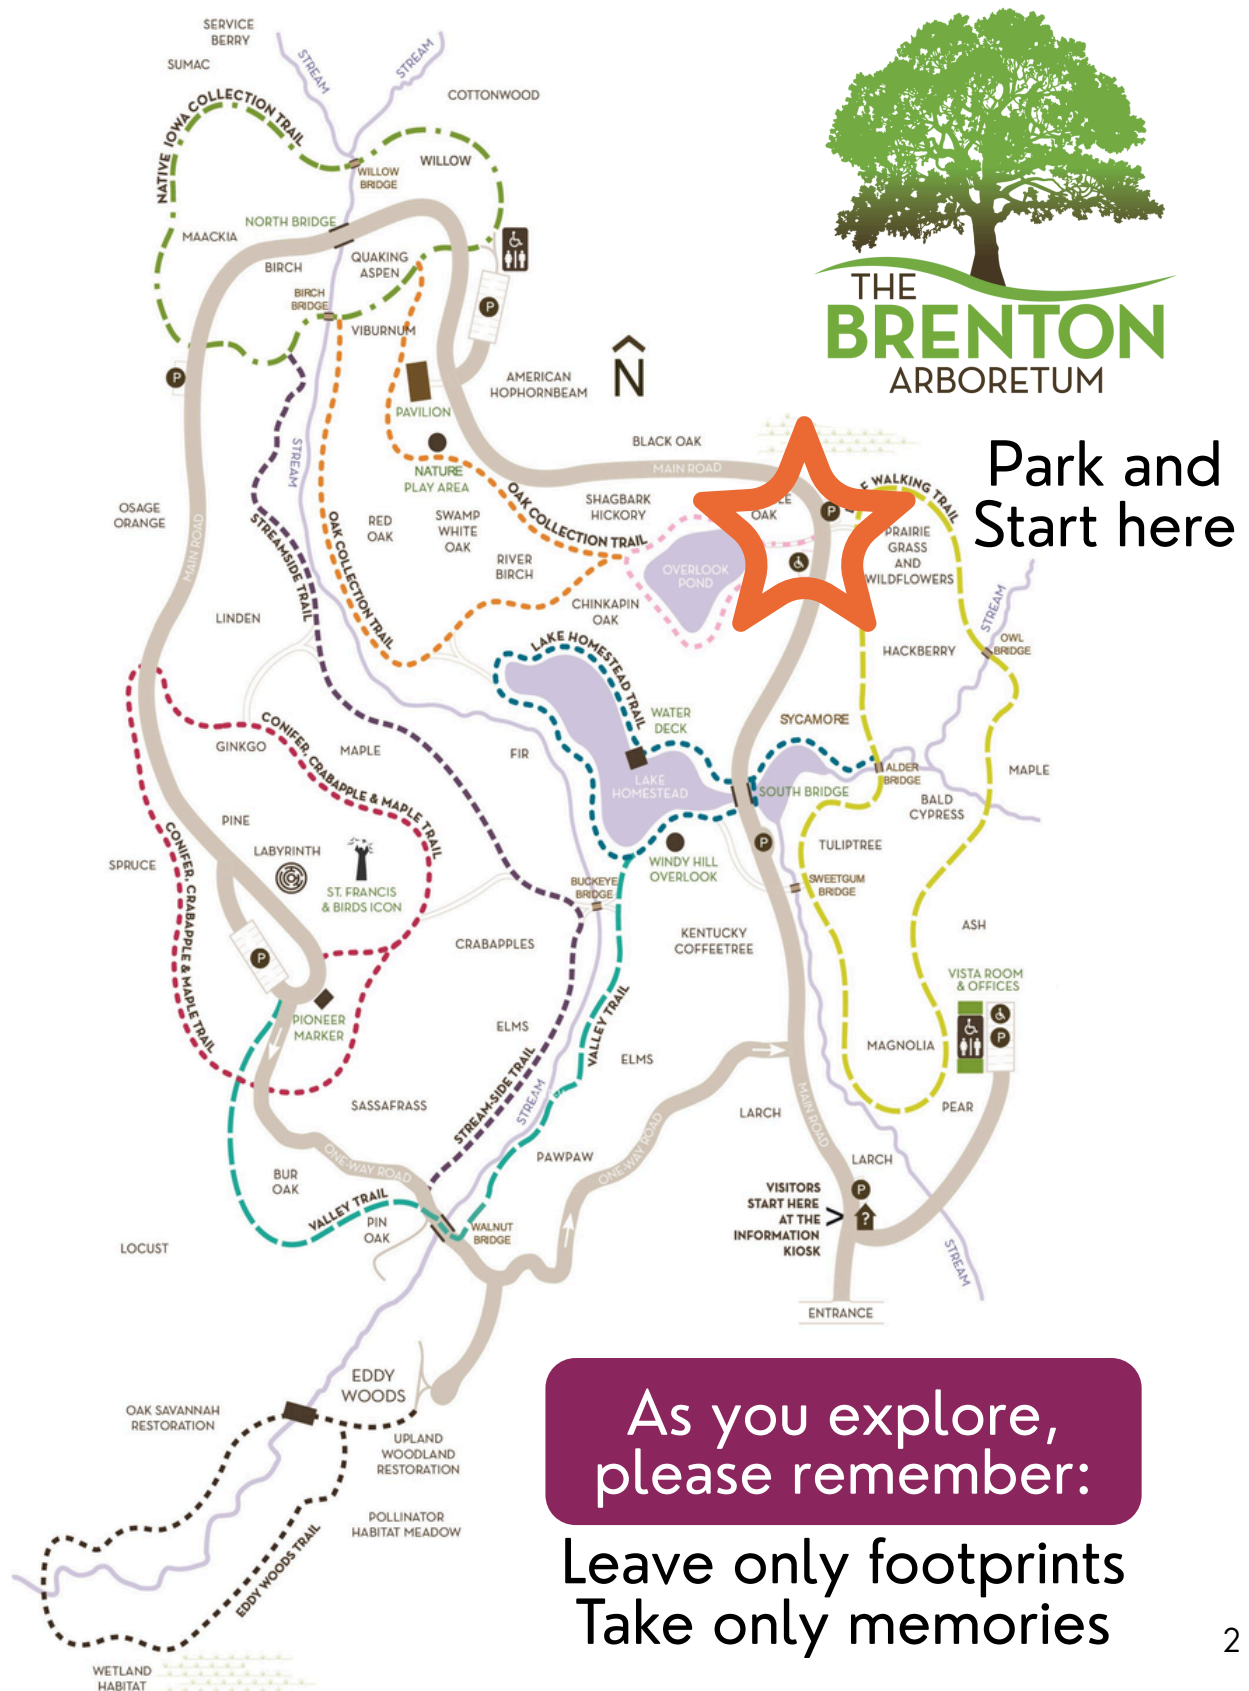 SERVICE
BERRY
SUMAC
STREAM
STREAM
COTTONWOOD
NATIVE IOWA COLLECTION TRAIL
WILLOW
WILLOW
BRIDGE
NORTH BRIDGE
MAACKIA
BIRCH
QUAKING
ASPEN
BIRCH
BRIDGE
VIBURNUM
P
P
PAVILION
AMERICAN
HOPHORNBEAM
N
THE
BRENTON
ARBORETUM
Park and
Start here
BLACK OAK
MAIN ROAD
NATURE
PLAY AREA
STREAM
OAK COLLECTION TRAIL
SHAGBARK
HICKORY
OAK
P
WALKING TRAIL
PRAIRIE
GRASS
AND
WILDFLOWERS
OSAGE
ORANGE
MAIN ROAD
STREAMSIDE TRAIL
OAK COLLECTION TRAIL
RED
OAK
SWAMP
WHITE
OAK
RIVER
BIRCH
OVERLOOK
POND
CHINKAPIN
OAK
STREAM
LINDEN
LAKE HOMESTEAD TRAIL
HACKBERRY
OWL
BRIDGE
CONIFER, CRABAPPLE & MAPLE TRAIL
GINKGO
MAPLE
FIR
WATER
DECK
SYCAMORE
LAKE
HOMESTEAD
SOUTH BRIDGE
ALDER
BRIDGE
MAPLE
BALD
CYPRESS
PINE
CONIFER, CRABAPPLE & MAPLE TRAIL
SPRUCE
LABYRINTH
ST. FRANCIS
& BIRDS ICON
P
TULIPTREE
WINDY HILL
OVERLOOK
BUCKEYE
BRIDGE
SWEETGUM
BRIDGE
CRABAPPLES
KENTUCKY
COFFEETREE
ASH
P
VISTA ROOM
& OFFICES
P
PIONEER
MARKER
ELMS
VALLEY TRAIL
ELMS
MAGNOLIA
STREAM-SIDE TRAIL
STREAM
SASSAFRASS
LARCH
MAIN ROAD
PEAR
ONE-WAY ROAD
PAWPAW
ONE-WAY ROAD
LARCH
BUR
OAK
VALLEY TRAIL
PIN
OAK
WALNUT
BRIDGE
VISITORS
START HERE
AT THE
INFORMATION
KIOSK
>
P
?
LOCUST
STREAM
ENTRANCE
EDDY
WOODS
OAK SAVANNAH
RESTORATION
UPLAND
WOODLAND
RESTORATION
POLLINATOR
HABITAT MEADOW
EDDY WOODS TRAIL
WETLAND
HABITAT
As you explore,
please remember:
Leave only footprints
Take only memories
2